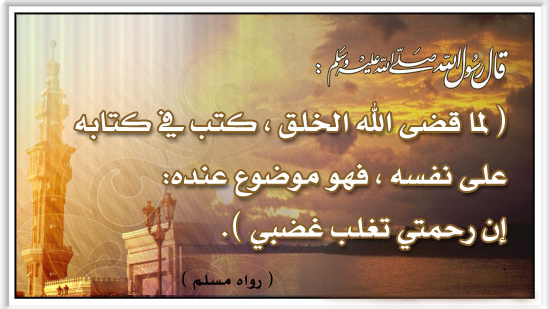 قال رسول الله صلى الله عليه وسلم :
( لما قضى الله الخلق ، كتب في كتابه
على نفسه ، فهو موضوع عنده:
إن رحمتي تغلب غضبي ) .
( رواه مسلم )